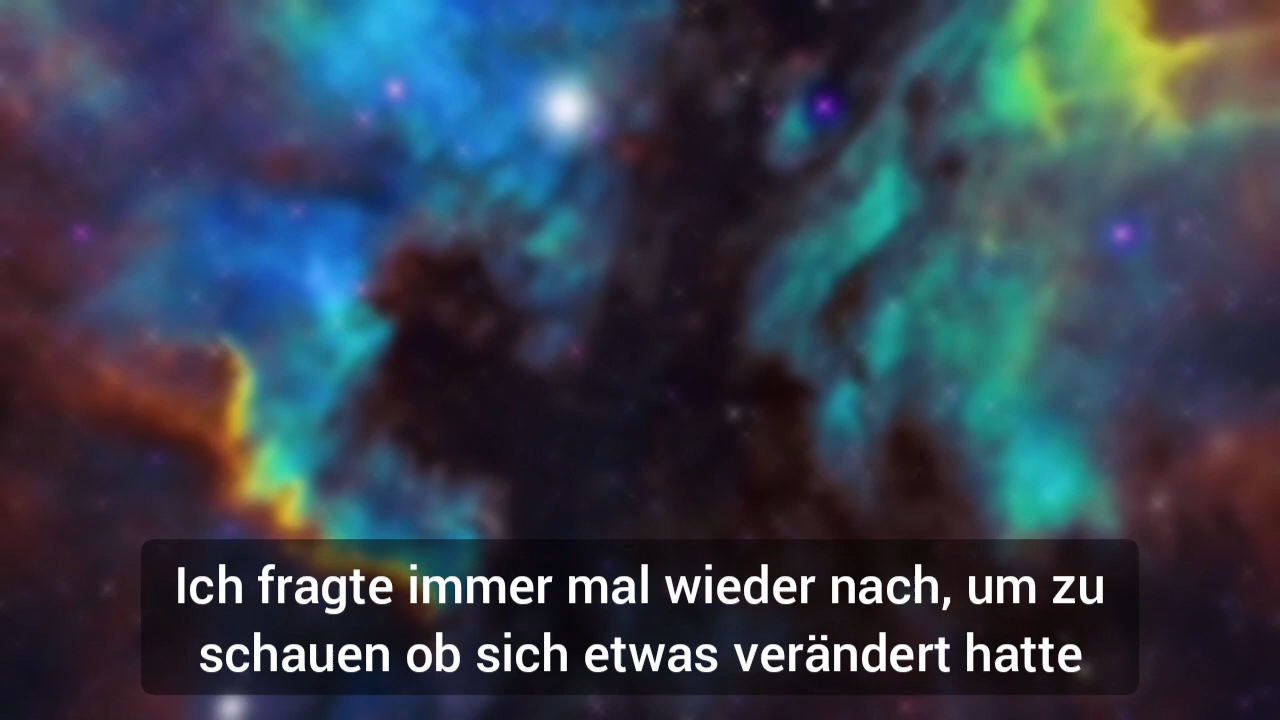 Ich fragte immer mal wieder nach, um zu
schauen ob sich etwas verändert hatte